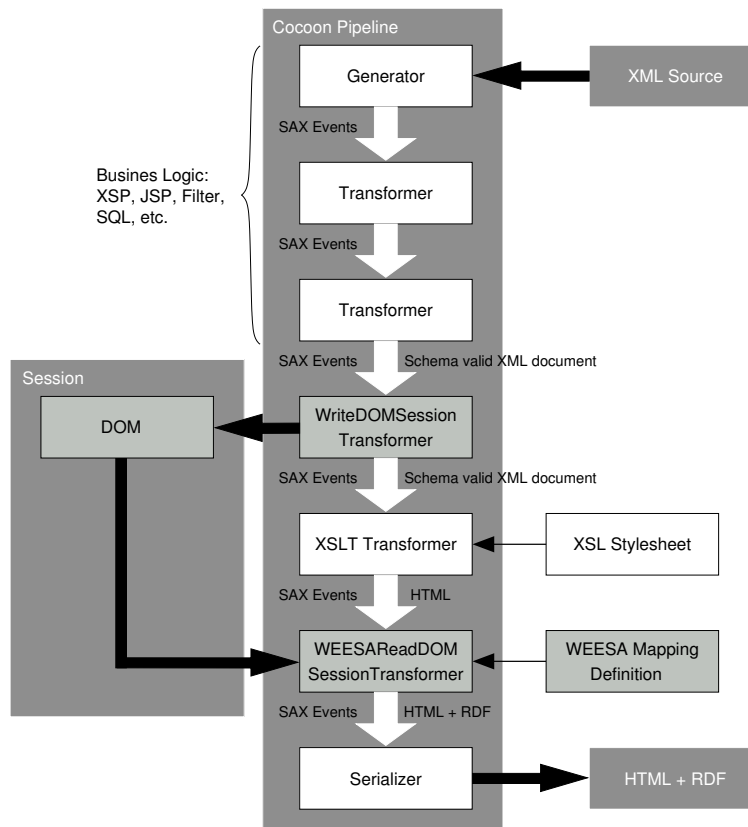 Cocoon Pipeline
Generator
XML Source
SAX Events
Busines Logic:
XSP, JSP, Filter,
SQL, etc.
Transformer
SAX Events
Transformer
SAX Events
Schema valid XML document
Session
DOM
WriteDOMSession
Transformer
SAX Events
Schema valid XML document
XSLT Transformer
XSL Stylesheet
SAX Events
HTML
WEESAReadDOM
SessionTransformer
WEESA Mapping
Definition
SAX Events
HTML + RDF
Serializer
HTML + RDF